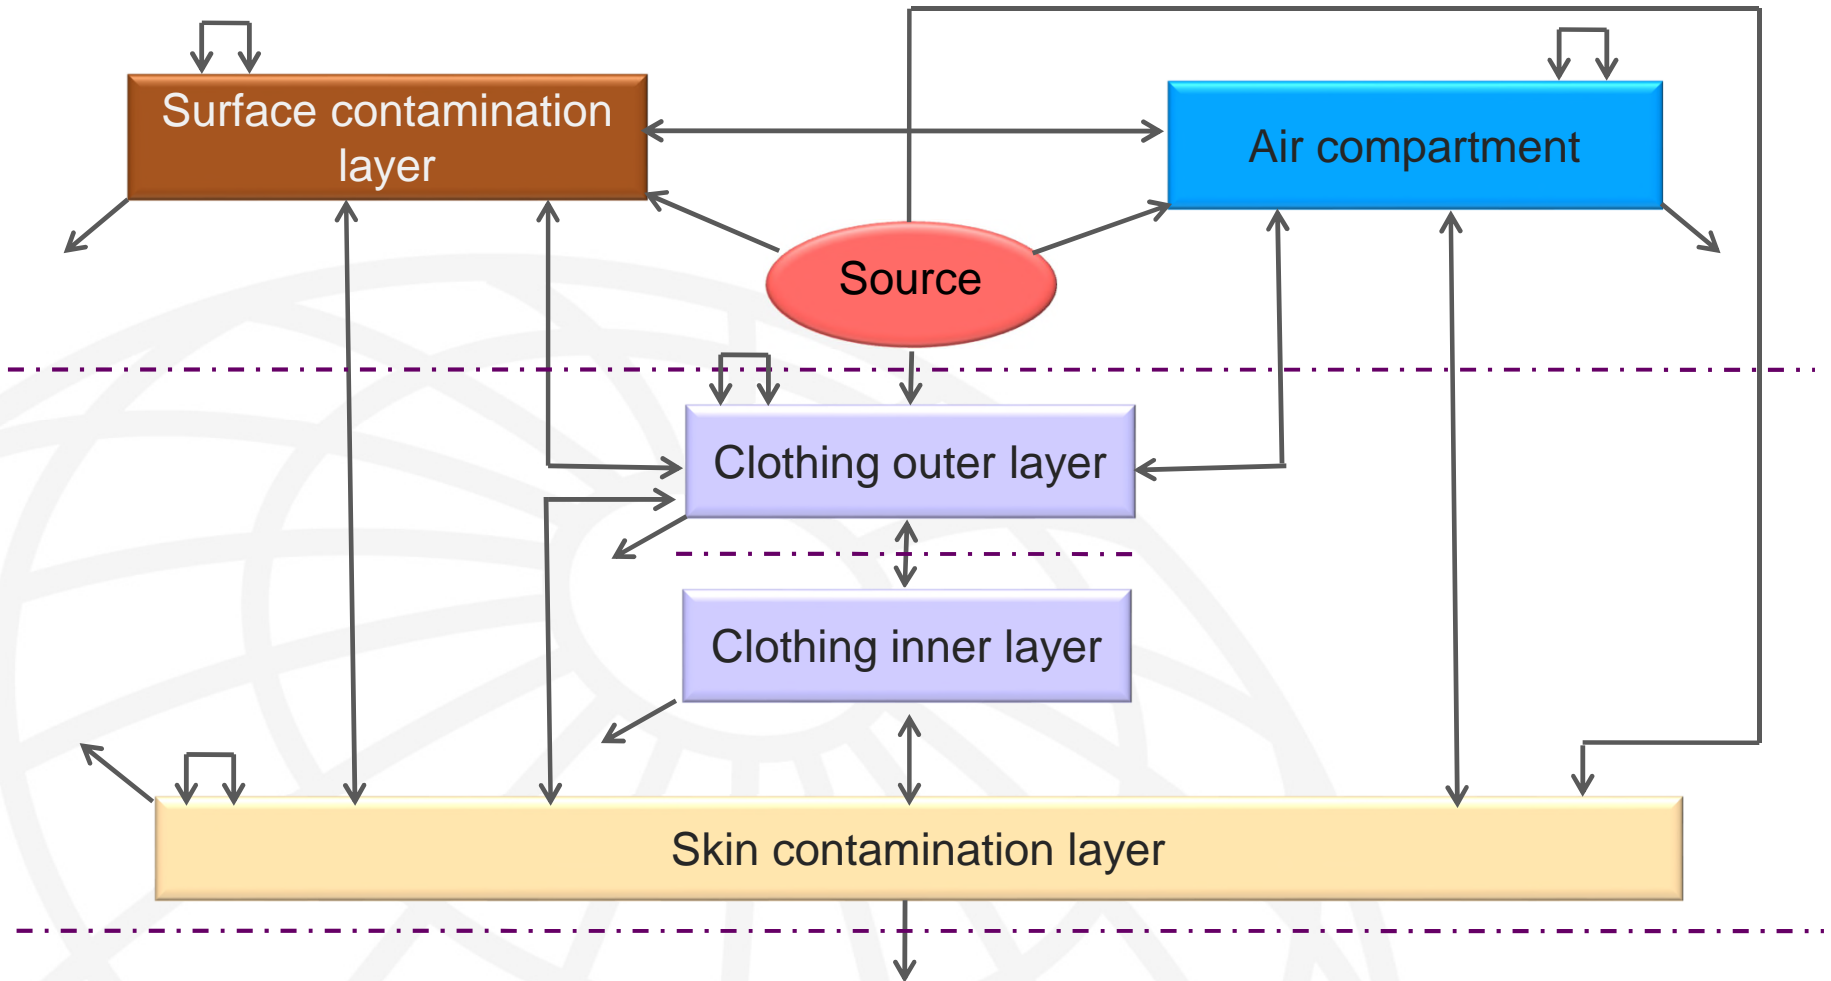 Surface contamination
layer
Air compartment
Source
Clothing outer layer
Clothing inner layer
Skin contamination layer